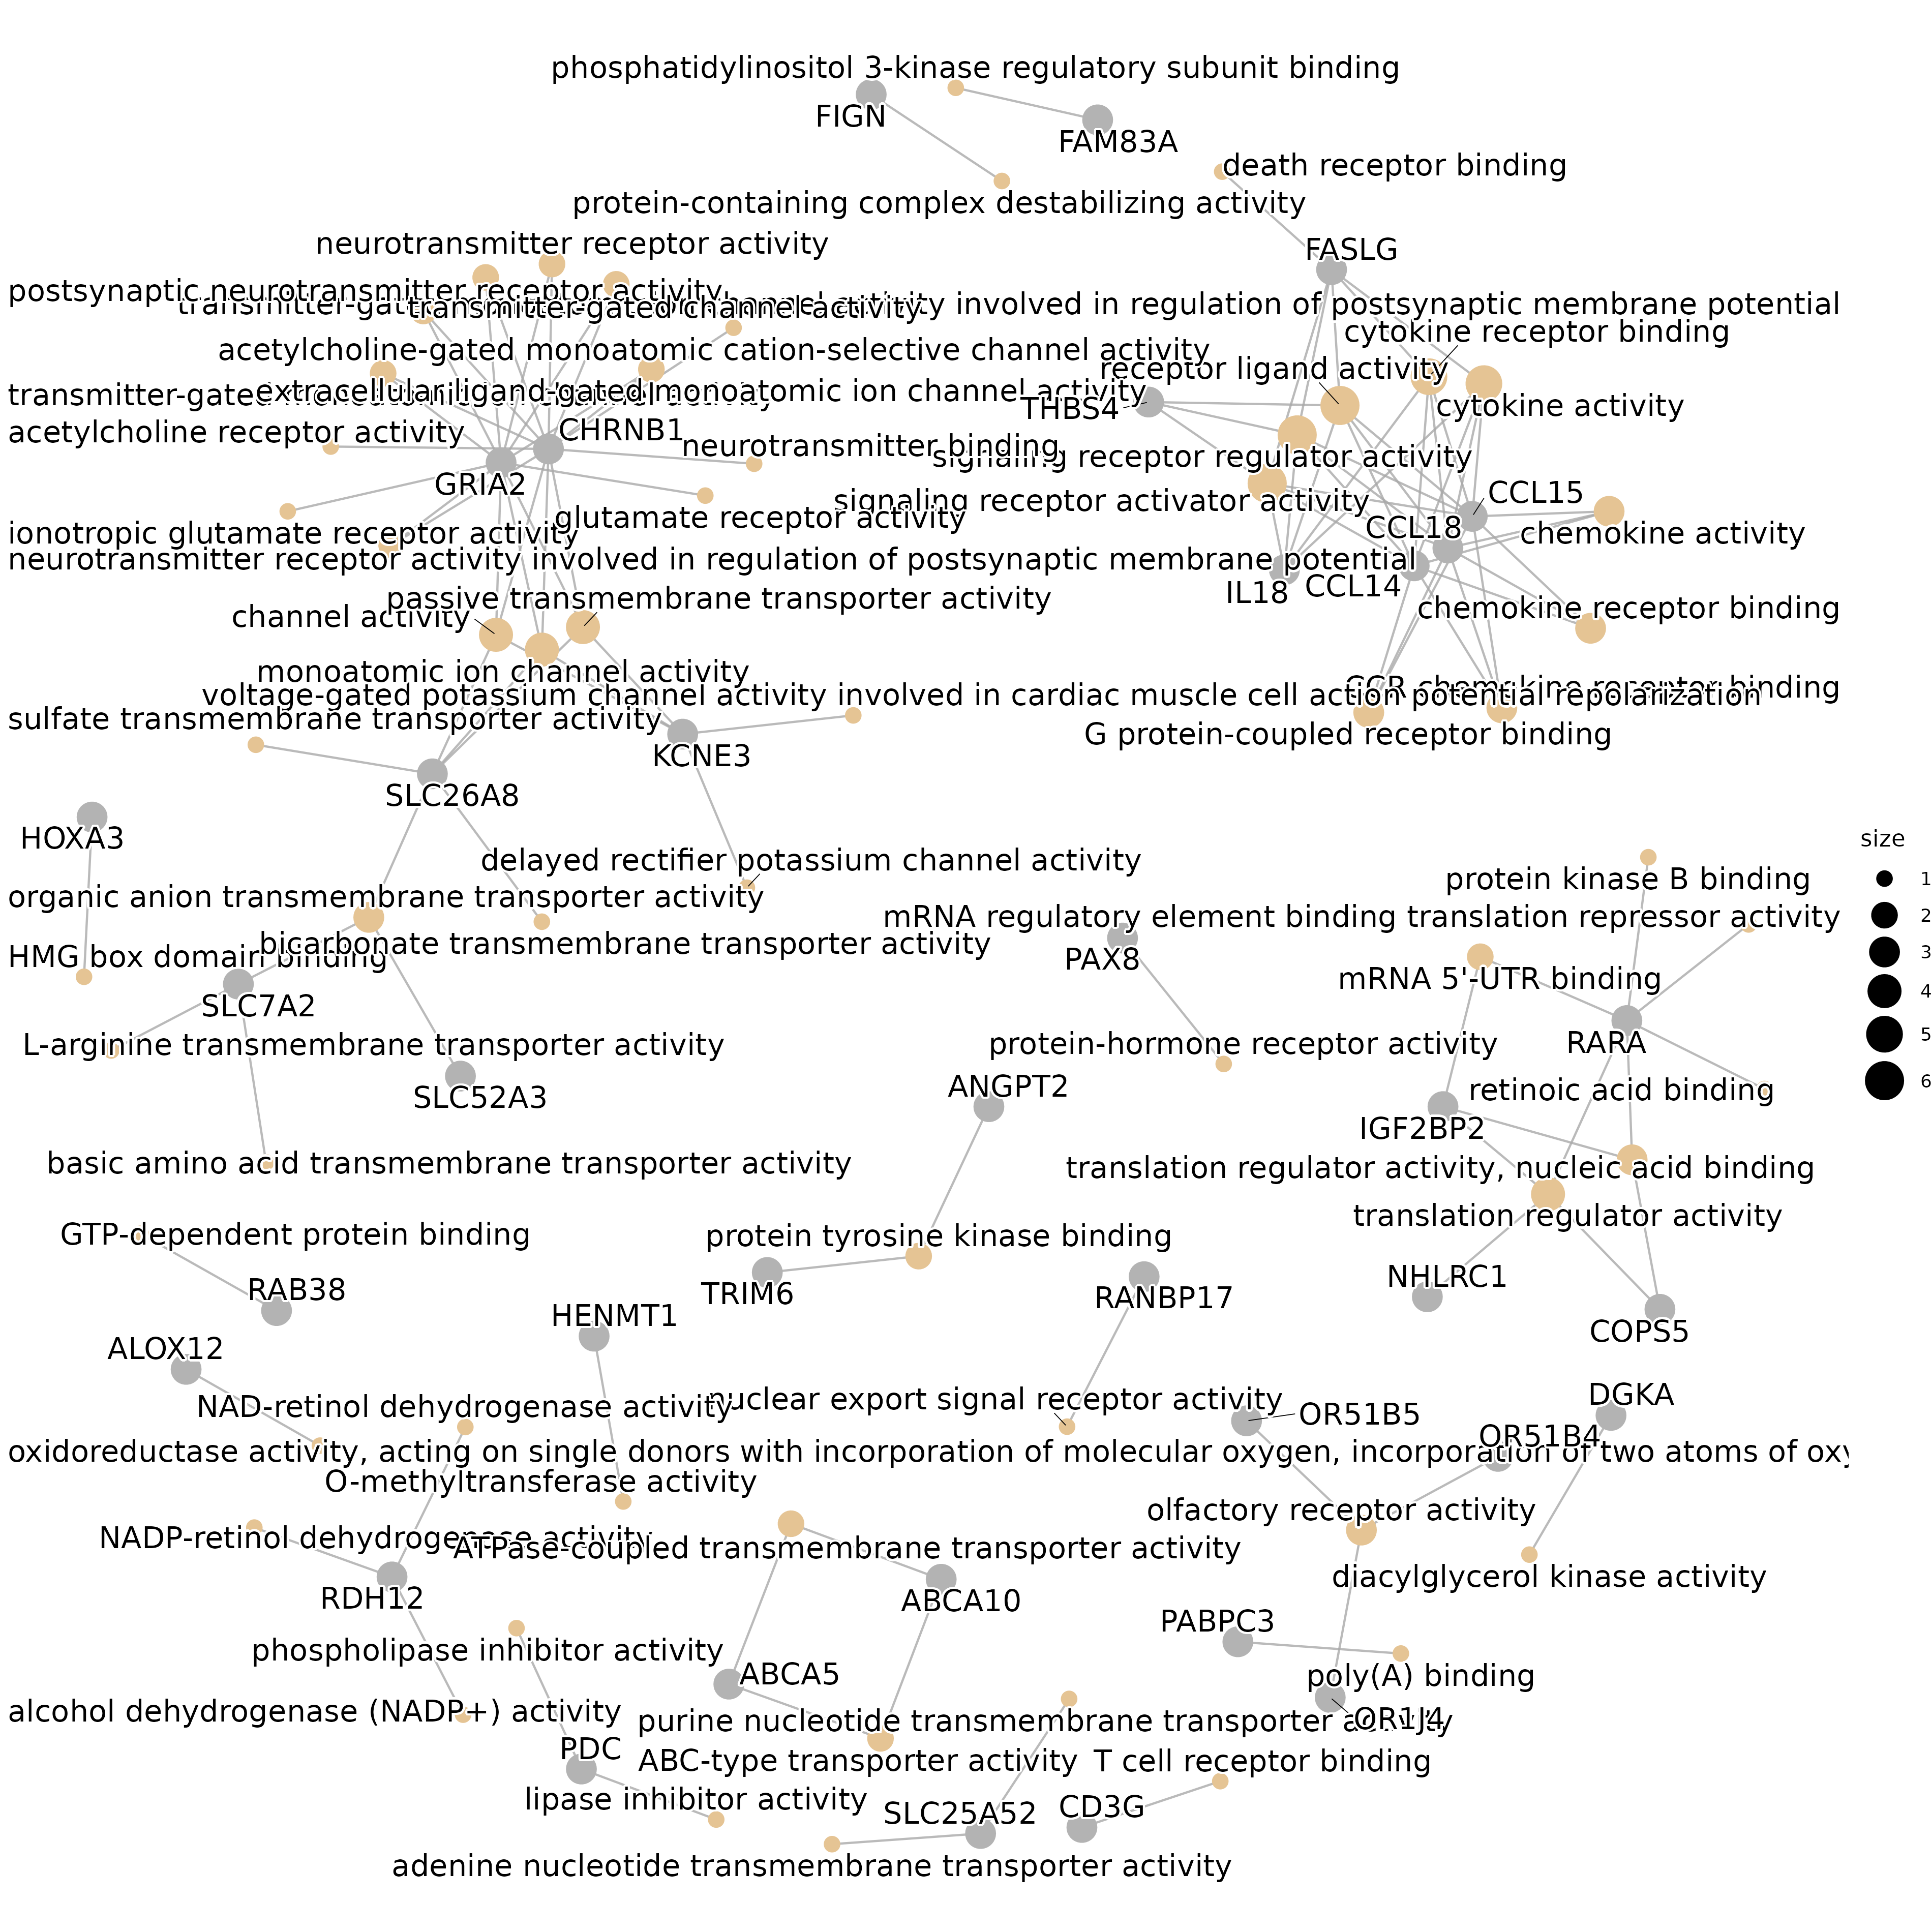 phosphatidylinositol 3-kinase regulatory subunit binding
FIGN
FAM83A
death receptor binding
protein-containing complex destabilizing activity
neurotransmitter receptor activity
FASLG
postsynaptic neurotransmitter receptor activity
transmitter-gated channel activity
involved in regulation of postsynaptic membrane potential
cytokine receptor binding
acetylcholine-gated monoatomic cation-selective channel activity
receptor ligand activity
transmitter-gated
extracellular ligand-gated monoatomic ion channel activity
THBS4
cytokine activity
acetylcholine receptor activity
CHRNB1
neurotransmitter binding
signaling receptor regulator activity
GRIA2
signaling receptor activator activity
CCL15
glutamate receptor activity
CCL18
chemokine activity
ionotropic glutamate receptor activity
neurotransmitter receptor activity involved in regulation of postsynaptic membrane potential
IL18
CCL14
passive transmembrane transporter activity
chemokine receptor binding
channel activity
monoatomic ion channel activity
CCR chemokine receptor binding
voltage-gated potassium channel activity involved in cardiac muscle cell action potential repolarization
sulfate transmembrane transporter activity
G protein-coupled receptor binding
KCNE3
SLC26A8
HOXA3
size
delayed rectifier potassium channel activity
protein kinase B binding
1
organic anion transmembrane transporter activity
mRNA regulatory element binding translation repressor activity
2
bicarbonate transmembrane transporter activity
HMG box domain binding
PAX8
3
mRNA 5'-UTR binding
4
SLC7A2
L-arginine transmembrane transporter activity
protein-hormone receptor activity
RARA
5
ANGPT2
retinoic acid binding
6
SLC52A3
IGF2BP2
basic amino acid transmembrane transporter activity
translation regulator activity, nucleic acid binding
translation regulator activity
GTP-dependent protein binding
protein tyrosine kinase binding
RAB38
TRIM6
RANBP17
NHLRC1
HENMT1
COPS5
ALOX12
NAD-retinol dehydrogenase activity
nuclear export signal receptor activity
DGKA
OR51B5
OR51B4
oxidoreductase activity, acting on single donors with incorporation of molecular oxygen, incorporation of two atoms of oxy
O-methyltransferase activity
olfactory receptor activity
NADP-retinol dehydrogenase activity
ATPase-coupled transmembrane transporter activity
diacylglycerol kinase activity
RDH12
ABCA10
PABPC3
phospholipase inhibitor activity
ABCA5
poly(A) binding
alcohol dehydrogenase (NADP+) activity
purine nucleotide transmembrane transporter activity
OR1J4
PDC
ABC-type transporter activity
T cell receptor binding
lipase inhibitor activity
SLC25A52
CD3G
adenine nucleotide transmembrane transporter activity